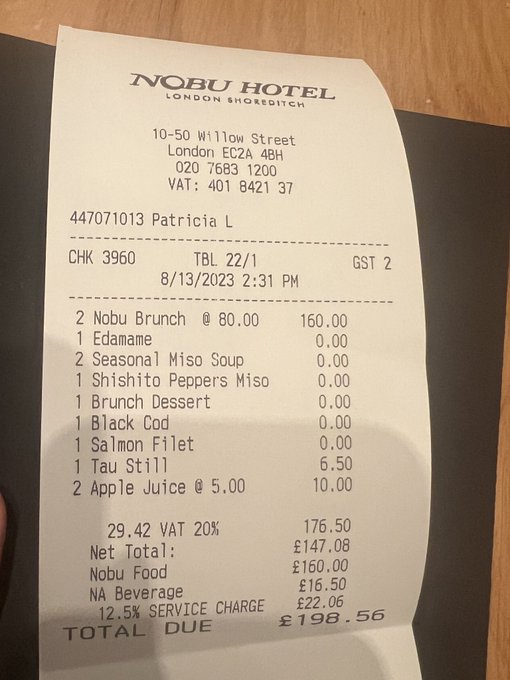 NOBU HOTEL
LONDON SHOREDITCH
10-50 Willow Street
London EC2A 4BH
020 7683 1200
VAT: 401 8421 37
447071013 Patricia L
CHK 3960 TBL 22/1 GST 2
8/13/2023 2:31 PM
2 Nobu Brunch @ 80.00 160.00
1 Edamame 0.00
2 Seasonal Miso Soup 0.00
1 Shishito Peppers Miso 0.00
1 Brunch Dessert 0.00
1 Black Cod 0.00
1 Salmon Filet 0.00
1 Tau Still 6.50
2 Apple Juice @ 5.00 10.00
29.42 VAT 20% 176.50
Net Total: £147.08
Nobu Food £160.00
NA Beverage £16.50
12.5% SERVICE CHARGE £22.06
TOTAL DUE £198.56